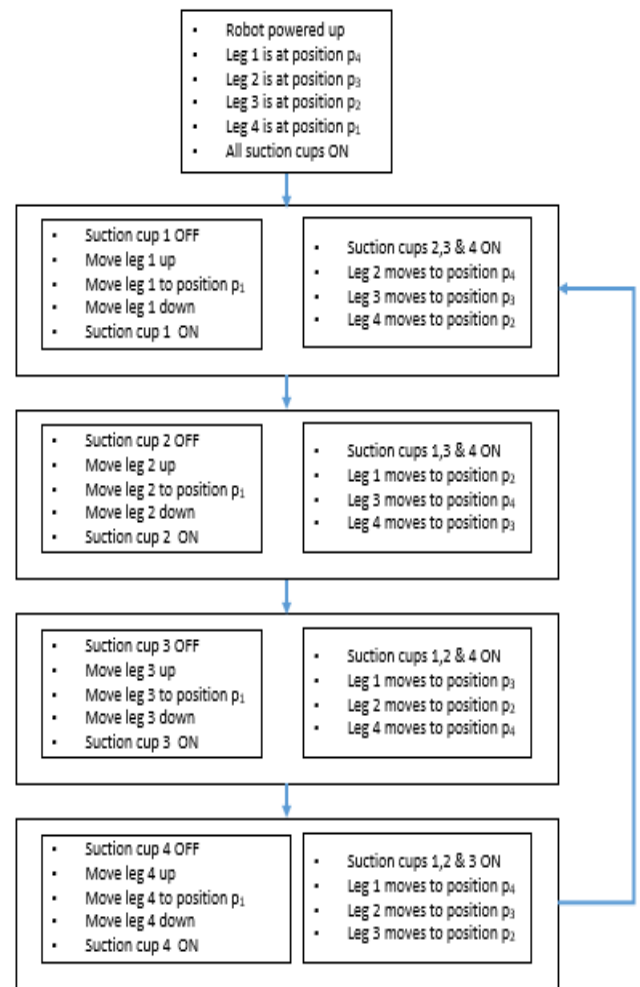 ▪ Robot powered up
▪ Leg 1 is at position p₄
▪ Leg 2 is at position p₃
▪ Leg 3 is at position p₂
▪ Leg 4 is at position p₁
▪ All suction cups ON
▪ Suction cup 1 OFF
▪ Move leg 1 up
▪ Move leg 1 to position p₁
▪ Move leg 1 down
▪ Suction cup 1 ON
▪ Suction cups 2,3 & 4 ON
▪ Leg 2 moves to position p₄
▪ Leg 3 moves to position p₃
▪ Leg 4 moves to position p₂
▪ Suction cup 2 OFF
▪ Move leg 2 up
▪ Move leg 2 to position p₁
▪ Move leg 2 down
▪ Suction cup 2 ON
▪ Suction cups 1,3 & 4 ON
▪ Leg 1 moves to position p₂
▪ Leg 3 moves to position p₄
▪ Leg 4 moves to position p₃
▪ Suction cup 3 OFF
▪ Move leg 3 up
▪ Move leg 3 to position p₁
▪ Move leg 3 down
▪ Suction cup 3 ON
▪ Suction cups 1,2 & 4 ON
▪ Leg 1 moves to position p₃
▪ Leg 2 moves to position p₂
▪ Leg 4 moves to position p₄
▪ Suction cup 4 OFF
▪ Move leg 4 up
▪ Move leg 4 to position p₁
▪ Move leg 4 down
▪ Suction cup 4 ON
▪ Suction cups 1,2 & 3 ON
▪ Leg 1 moves to position p₄
▪ Leg 2 moves to position p₃
▪ Leg 3 moves to position p₂